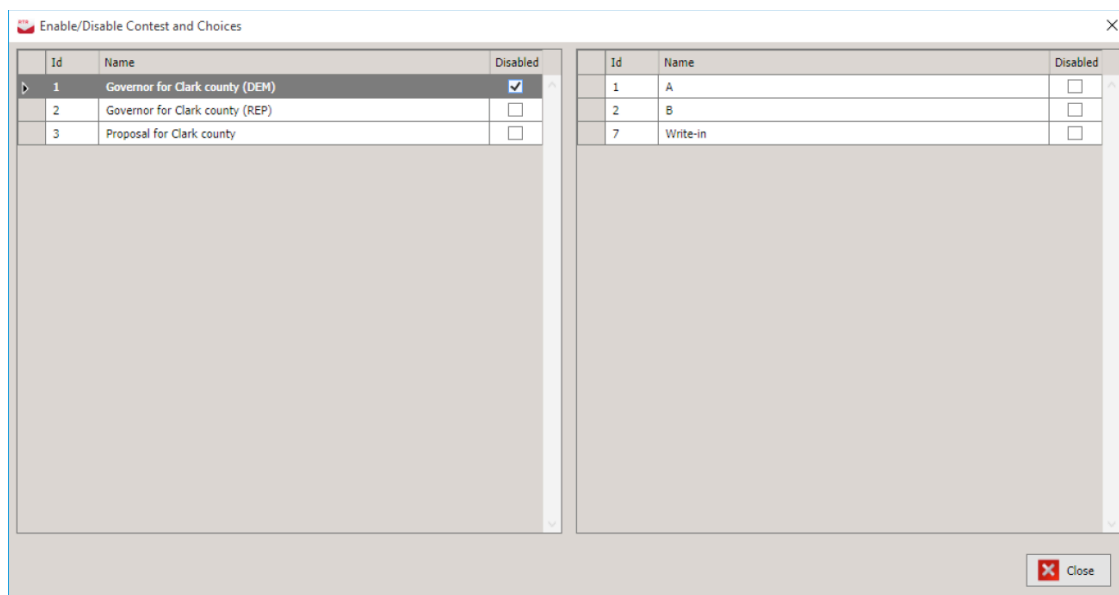 Enable/Disable Contest and Choices
Id Name Disabled
1 Governor for Clark county (DEM)
2 Governor for Clark county (REP)
3 Proposal for Clark county
Id Name Disabled
1 A
2 B
7 Write-in
Close